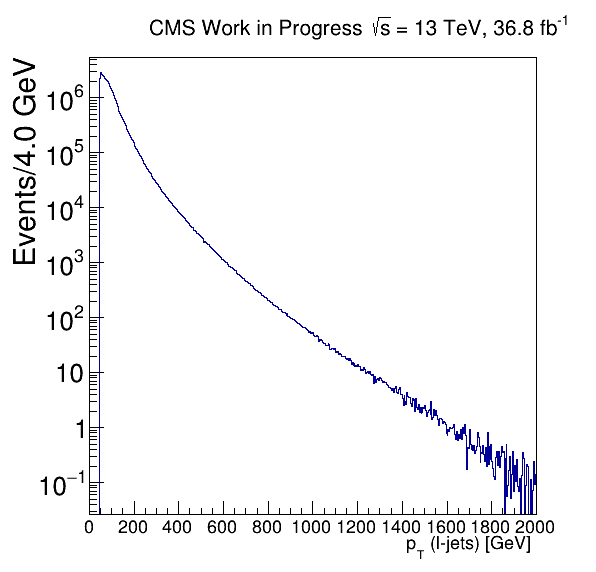 CMS Work in Progress √s = 13 TeV, 36.8 fb⁻¹
Events/4.0 GeV
10⁶
10⁵
10⁴
10³
10²
10
1
10⁻¹
0 200 400 600 800 1000 1200 1400 1600 1800 2000
p_T (l-jets) [GeV]